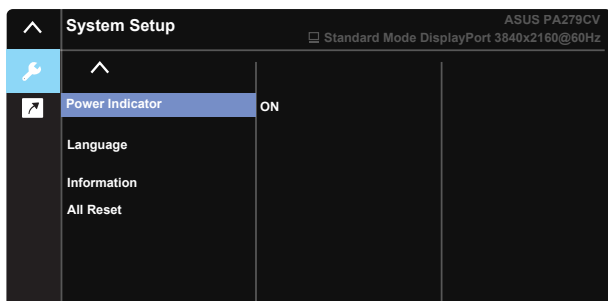 System Setup
ASUS PA279CV
Standard Mode DisplayPort 3840x2160@60Hz
Power Indicator ON
Language
Information
All Reset